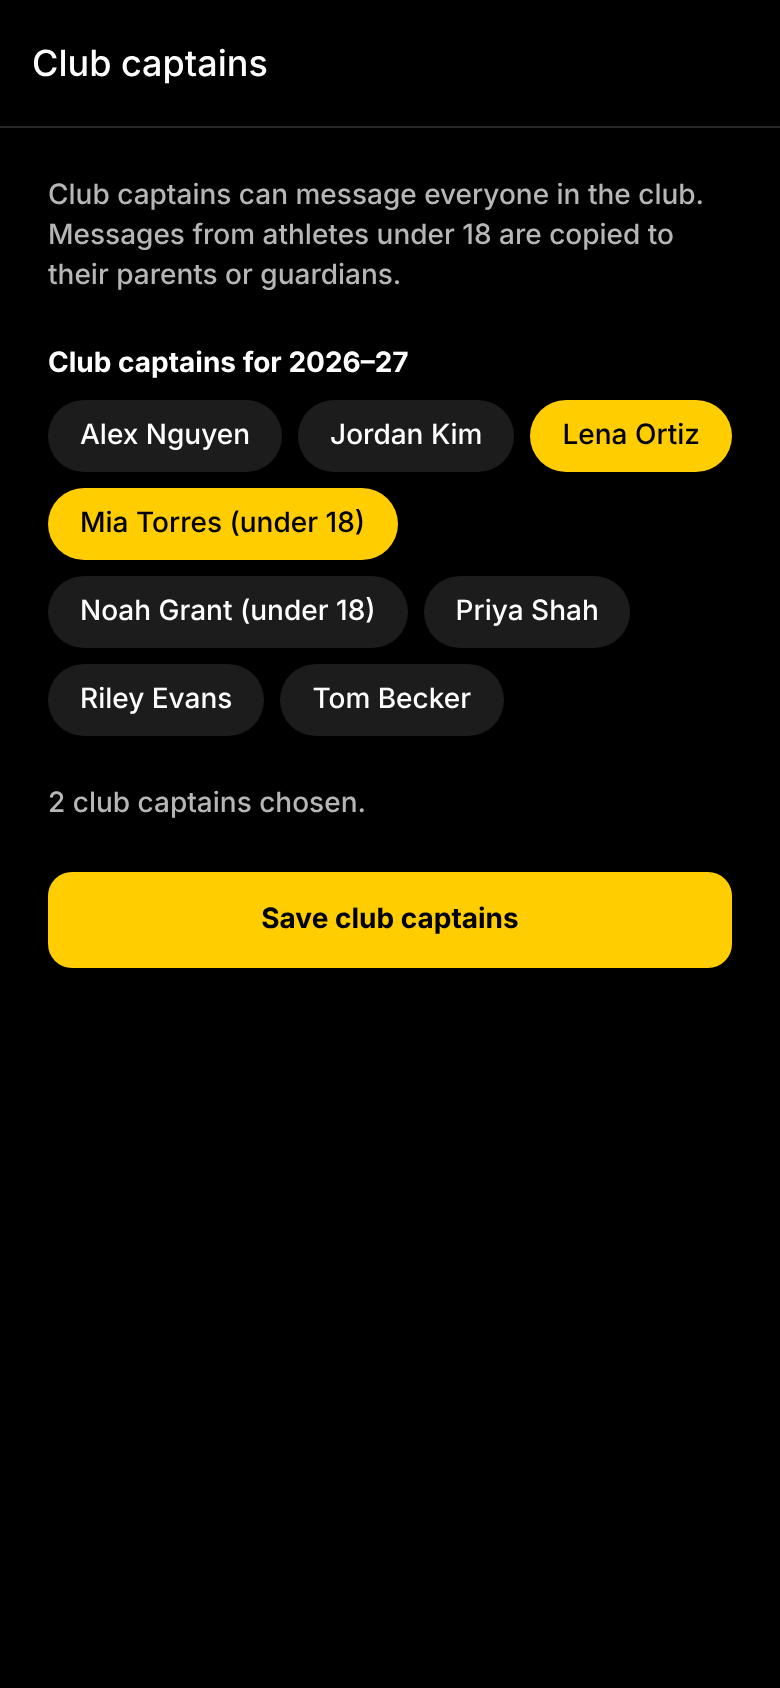 Club captains
Club captains can message everyone in the club.
Messages from athletes under 18 are copied to
their parents or guardians.
Club captains for 2026–27
Alex Nguyen
Jordan Kim
Lena Ortiz
Mia Torres (under 18)
Noah Grant (under 18)
Priya Shah
Riley Evans
Tom Becker
2 club captains chosen.
Save club captains